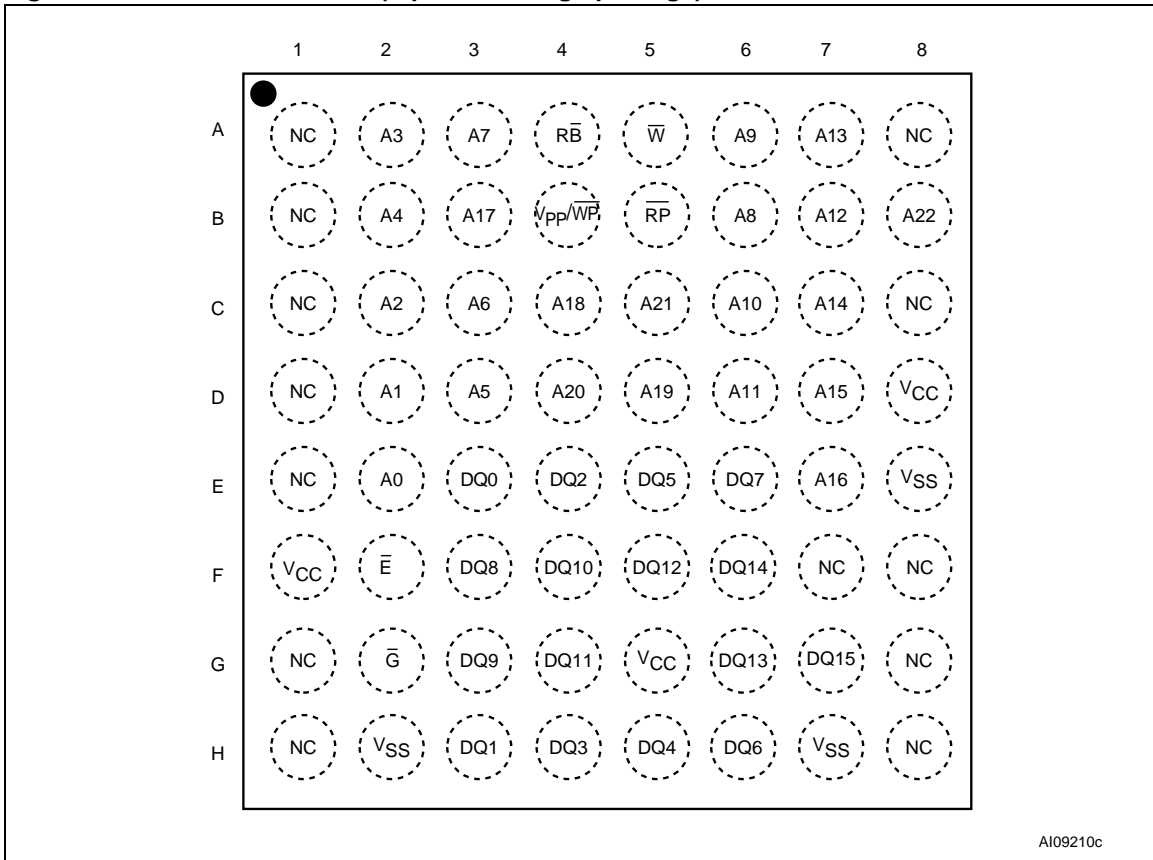 1 2 3 4 5 6 7 8
A NC A3 A7 RB̅ W̅ A9 A13 NC
B NC A4 A17 VPP/W̅P̅ R̅P̅ A8 A12 A22
C NC A2 A6 A18 A21 A10 A14 NC
D NC A1 A5 A20 A19 A11 A15 VCC
E NC A0 DQ0 DQ2 DQ5 DQ7 A16 VSS
F VCC E̅ DQ8 DQ10 DQ12 DQ14 NC NC
G NC G̅ DQ9 DQ11 VCC DQ13 DQ15 NC
H NC VSS DQ1 DQ3 DQ4 DQ6 VSS NC
AI09210c